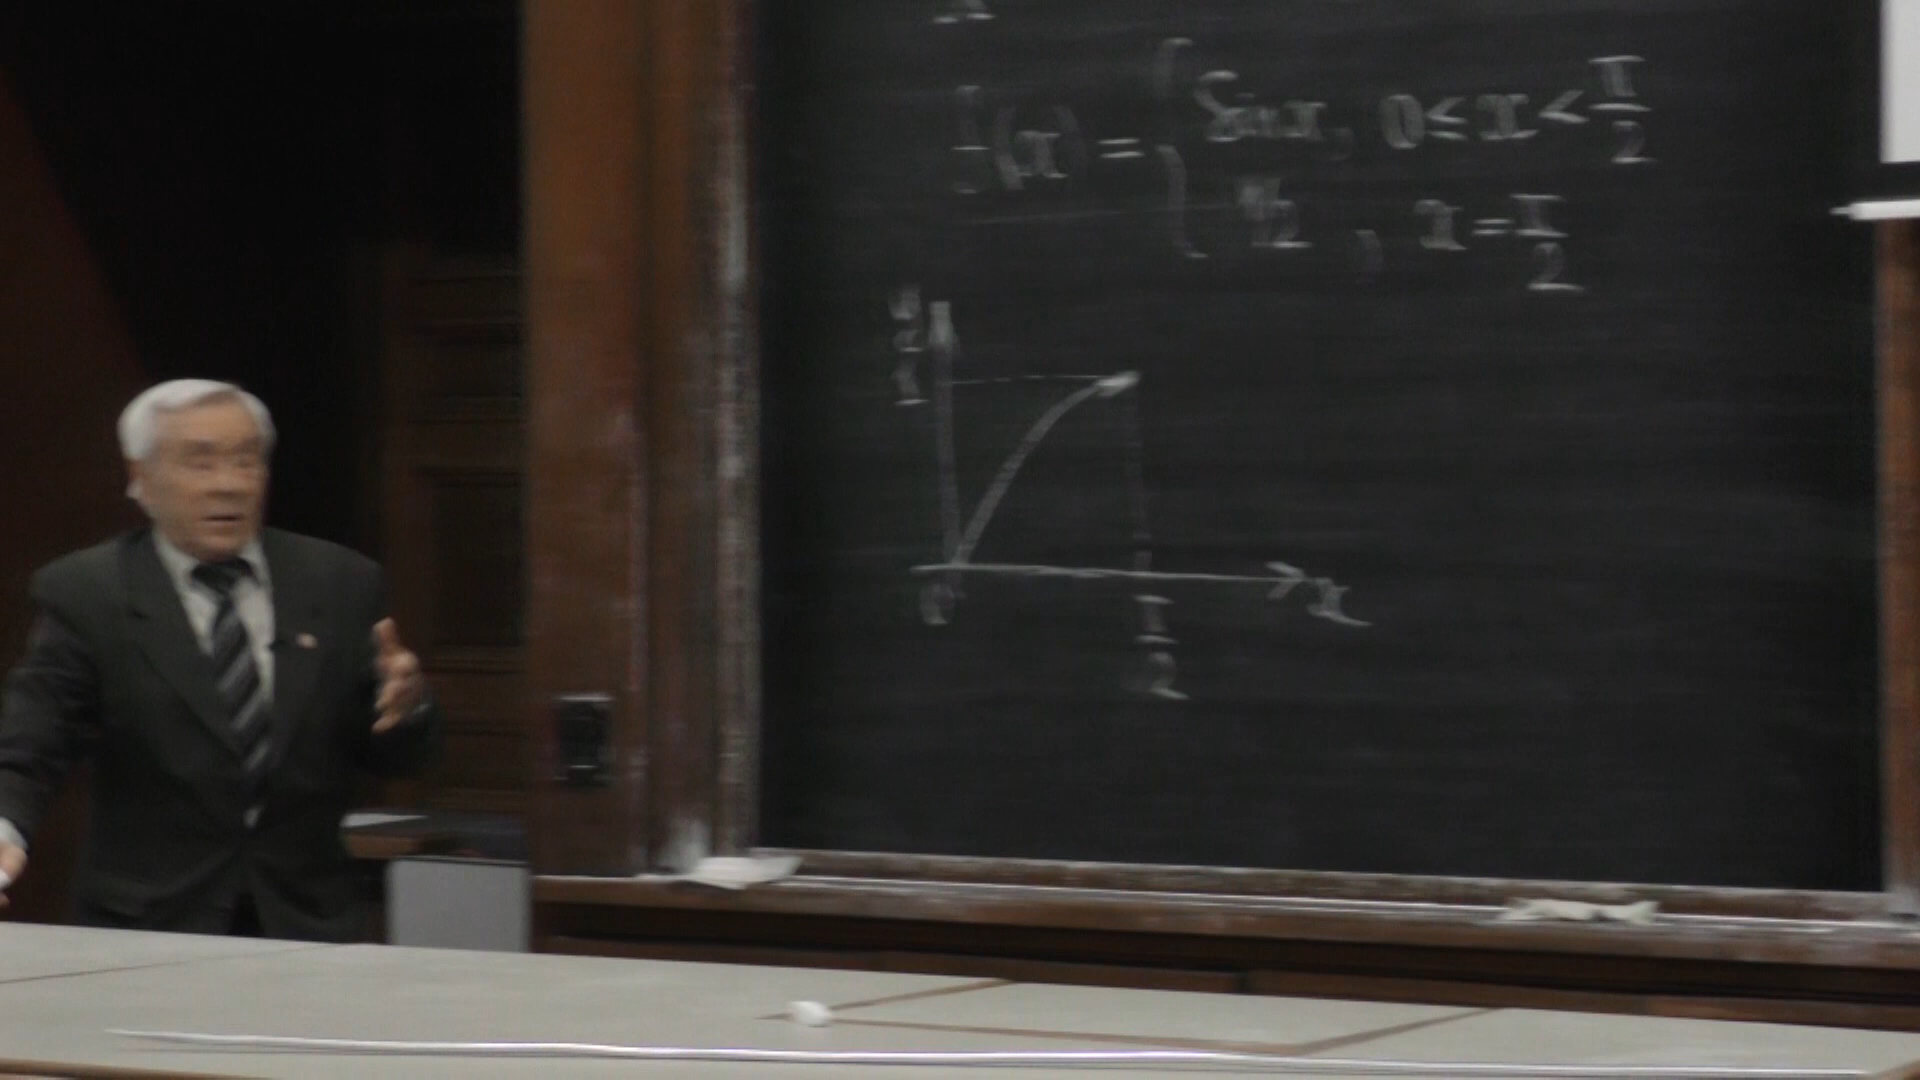 f(x) = { sin x, 0 ≤ x < π/2
1/2, x = π/2
y
1
0
π/2
x